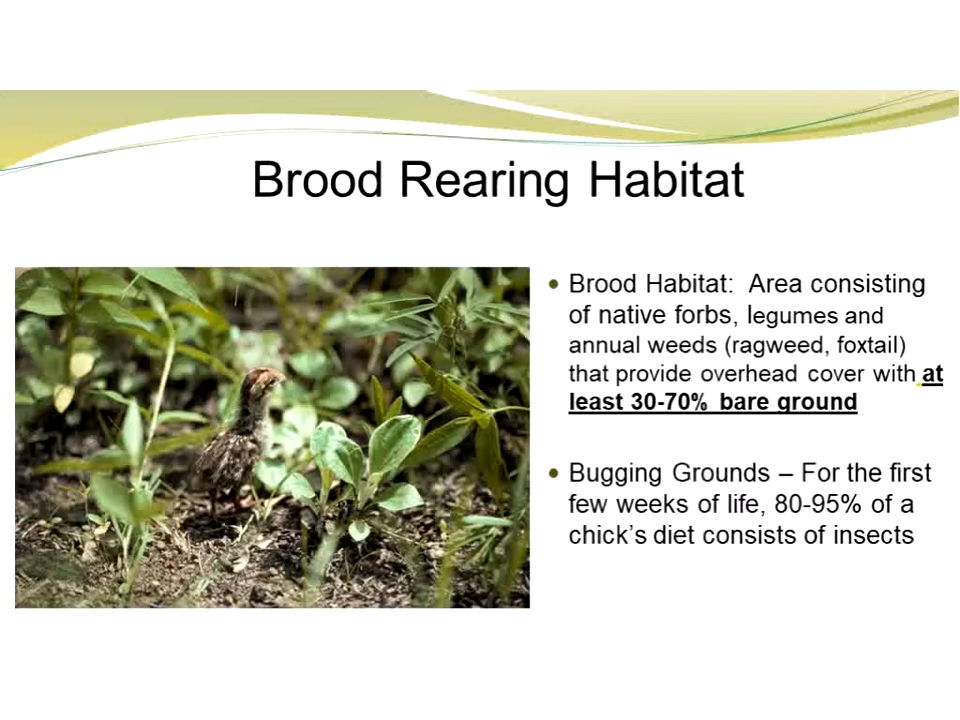 Brood Rearing Habitat
• Brood Habitat: Area consisting
of native forbs, legumes and
annual weeds (ragweed, foxtail)
that provide overhead cover with at
least 30-70% bare ground
• Bugging Grounds – For the first
few weeks of life, 80-95% of a
chick's diet consists of insects